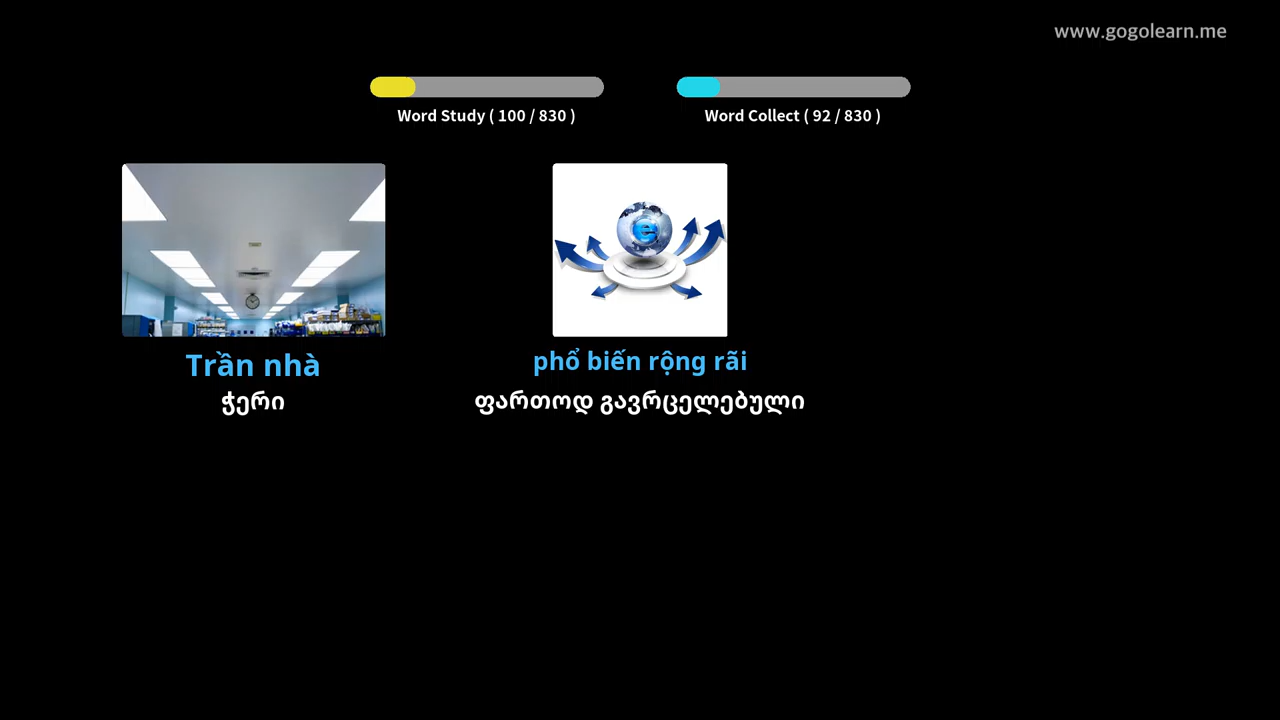 www.gogolearn.me
Word Study ( 100 / 830 )
Word Collect ( 92 / 830 )
e
Trần nhà
ჭერი
phổ biến rộng rãi
ფართოდ გავრცელებული